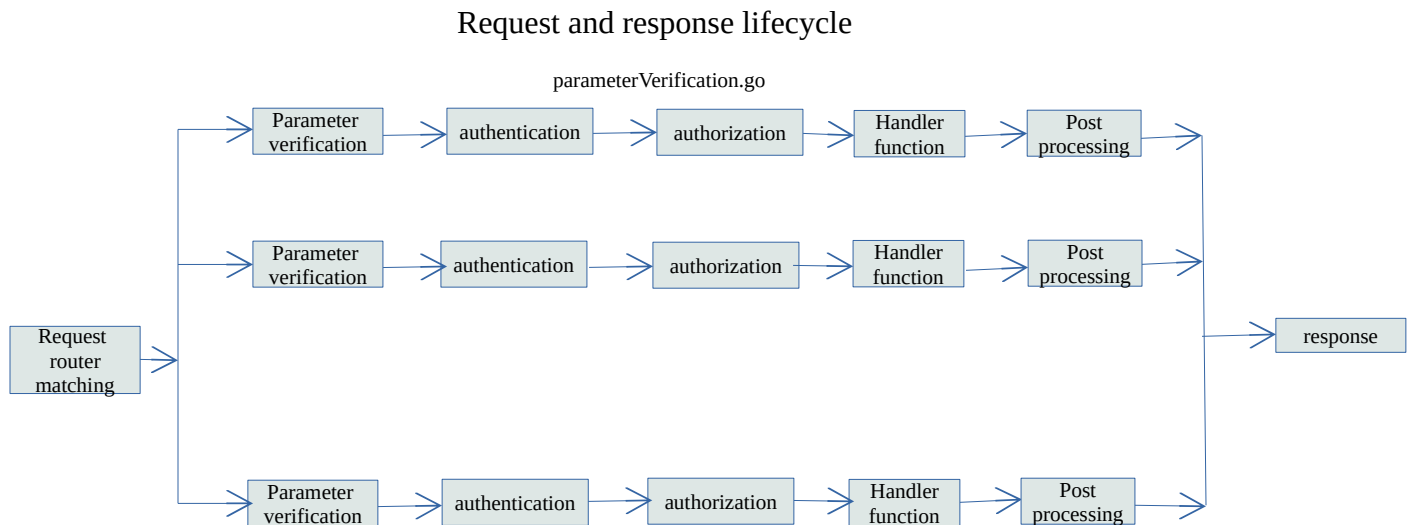 Request and response lifecycle
parameterVerification.go
Parameter
verification
authentication
authorization
Handler
function
Post
processing
Parameter
verification
authentication
authorization
Handler
function
Post
processing
Request
router
matching
response
Parameter
verification
authentication
authorization
Handler
function
Post
processing